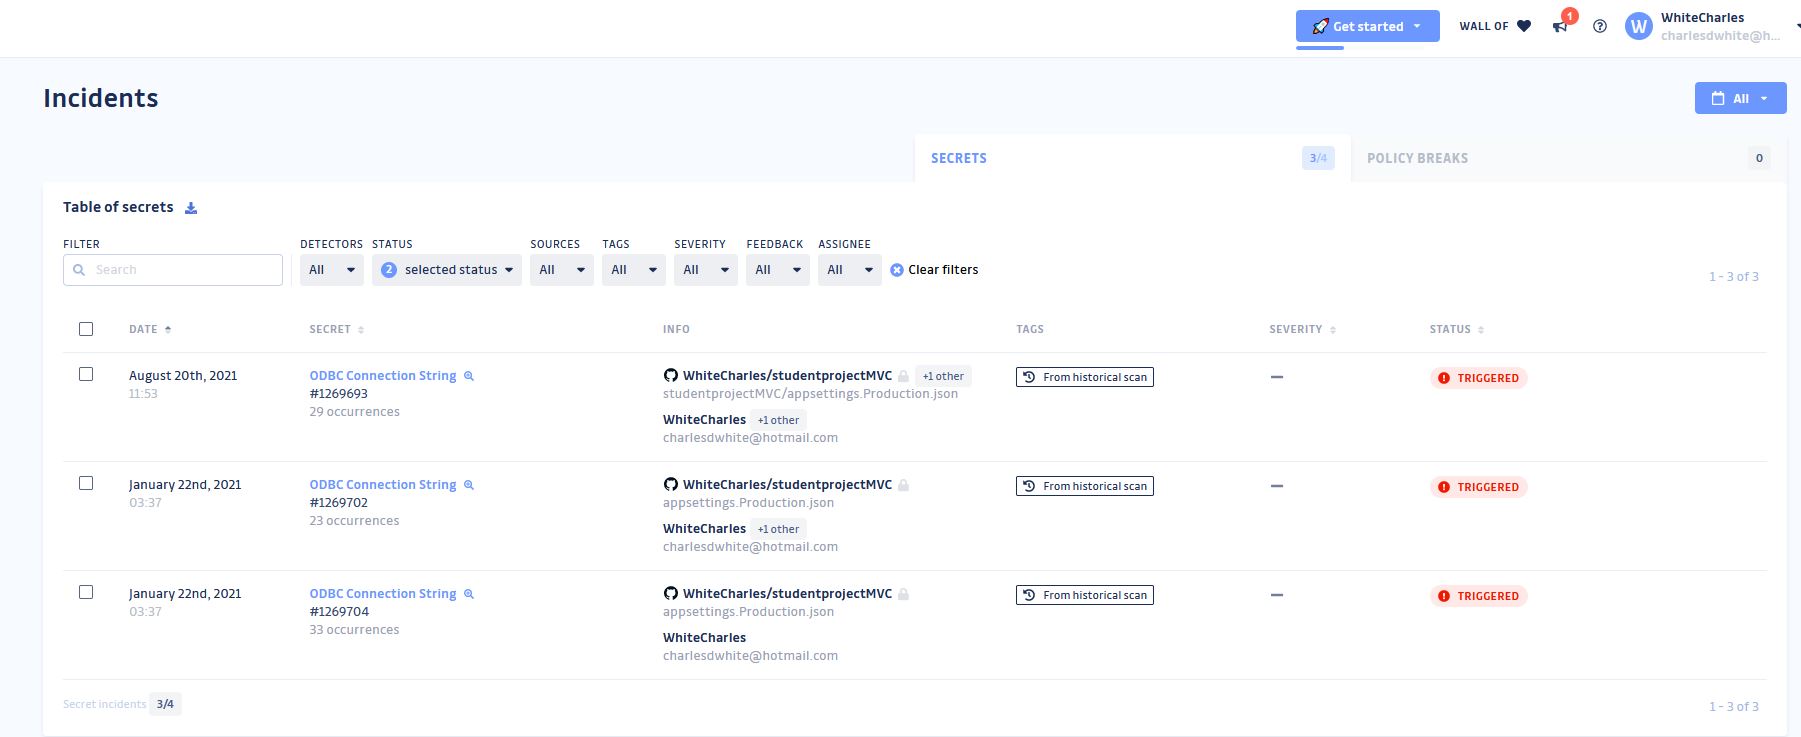 Get started
WALL OF
1
W
WhiteCharles
charlesdwhite@h...
Incidents
All
SECRETS 3/4
POLICY BREAKS 0
Table of secrets
FILTER DETECTORS STATUS SOURCES TAGS SEVERITY FEEDBACK ASSIGNEE
Search All 2 selected status All All All All All Clear filters
1 - 3 of 3
DATE SECRET INFO TAGS SEVERITY STATUS
August 20th, 2021
11:53
ODBC Connection String
#1269693
29 occurrences
WhiteCharles/studentprojectMVC +1 other
studentprojectMVC/appsettings.Production.json
WhiteCharles +1 other
charlesdwhite@hotmail.com
From historical scan
—
TRIGGERED
January 22nd, 2021
03:37
ODBC Connection String
#1269702
23 occurrences
WhiteCharles/studentprojectMVC
appsettings.Production.json
WhiteCharles +1 other
charlesdwhite@hotmail.com
From historical scan
—
TRIGGERED
January 22nd, 2021
03:37
ODBC Connection String
#1269704
33 occurrences
WhiteCharles/studentprojectMVC
appsettings.Production.json
WhiteCharles
charlesdwhite@hotmail.com
From historical scan
—
TRIGGERED
Secret incidents 3/4
1 - 3 of 3